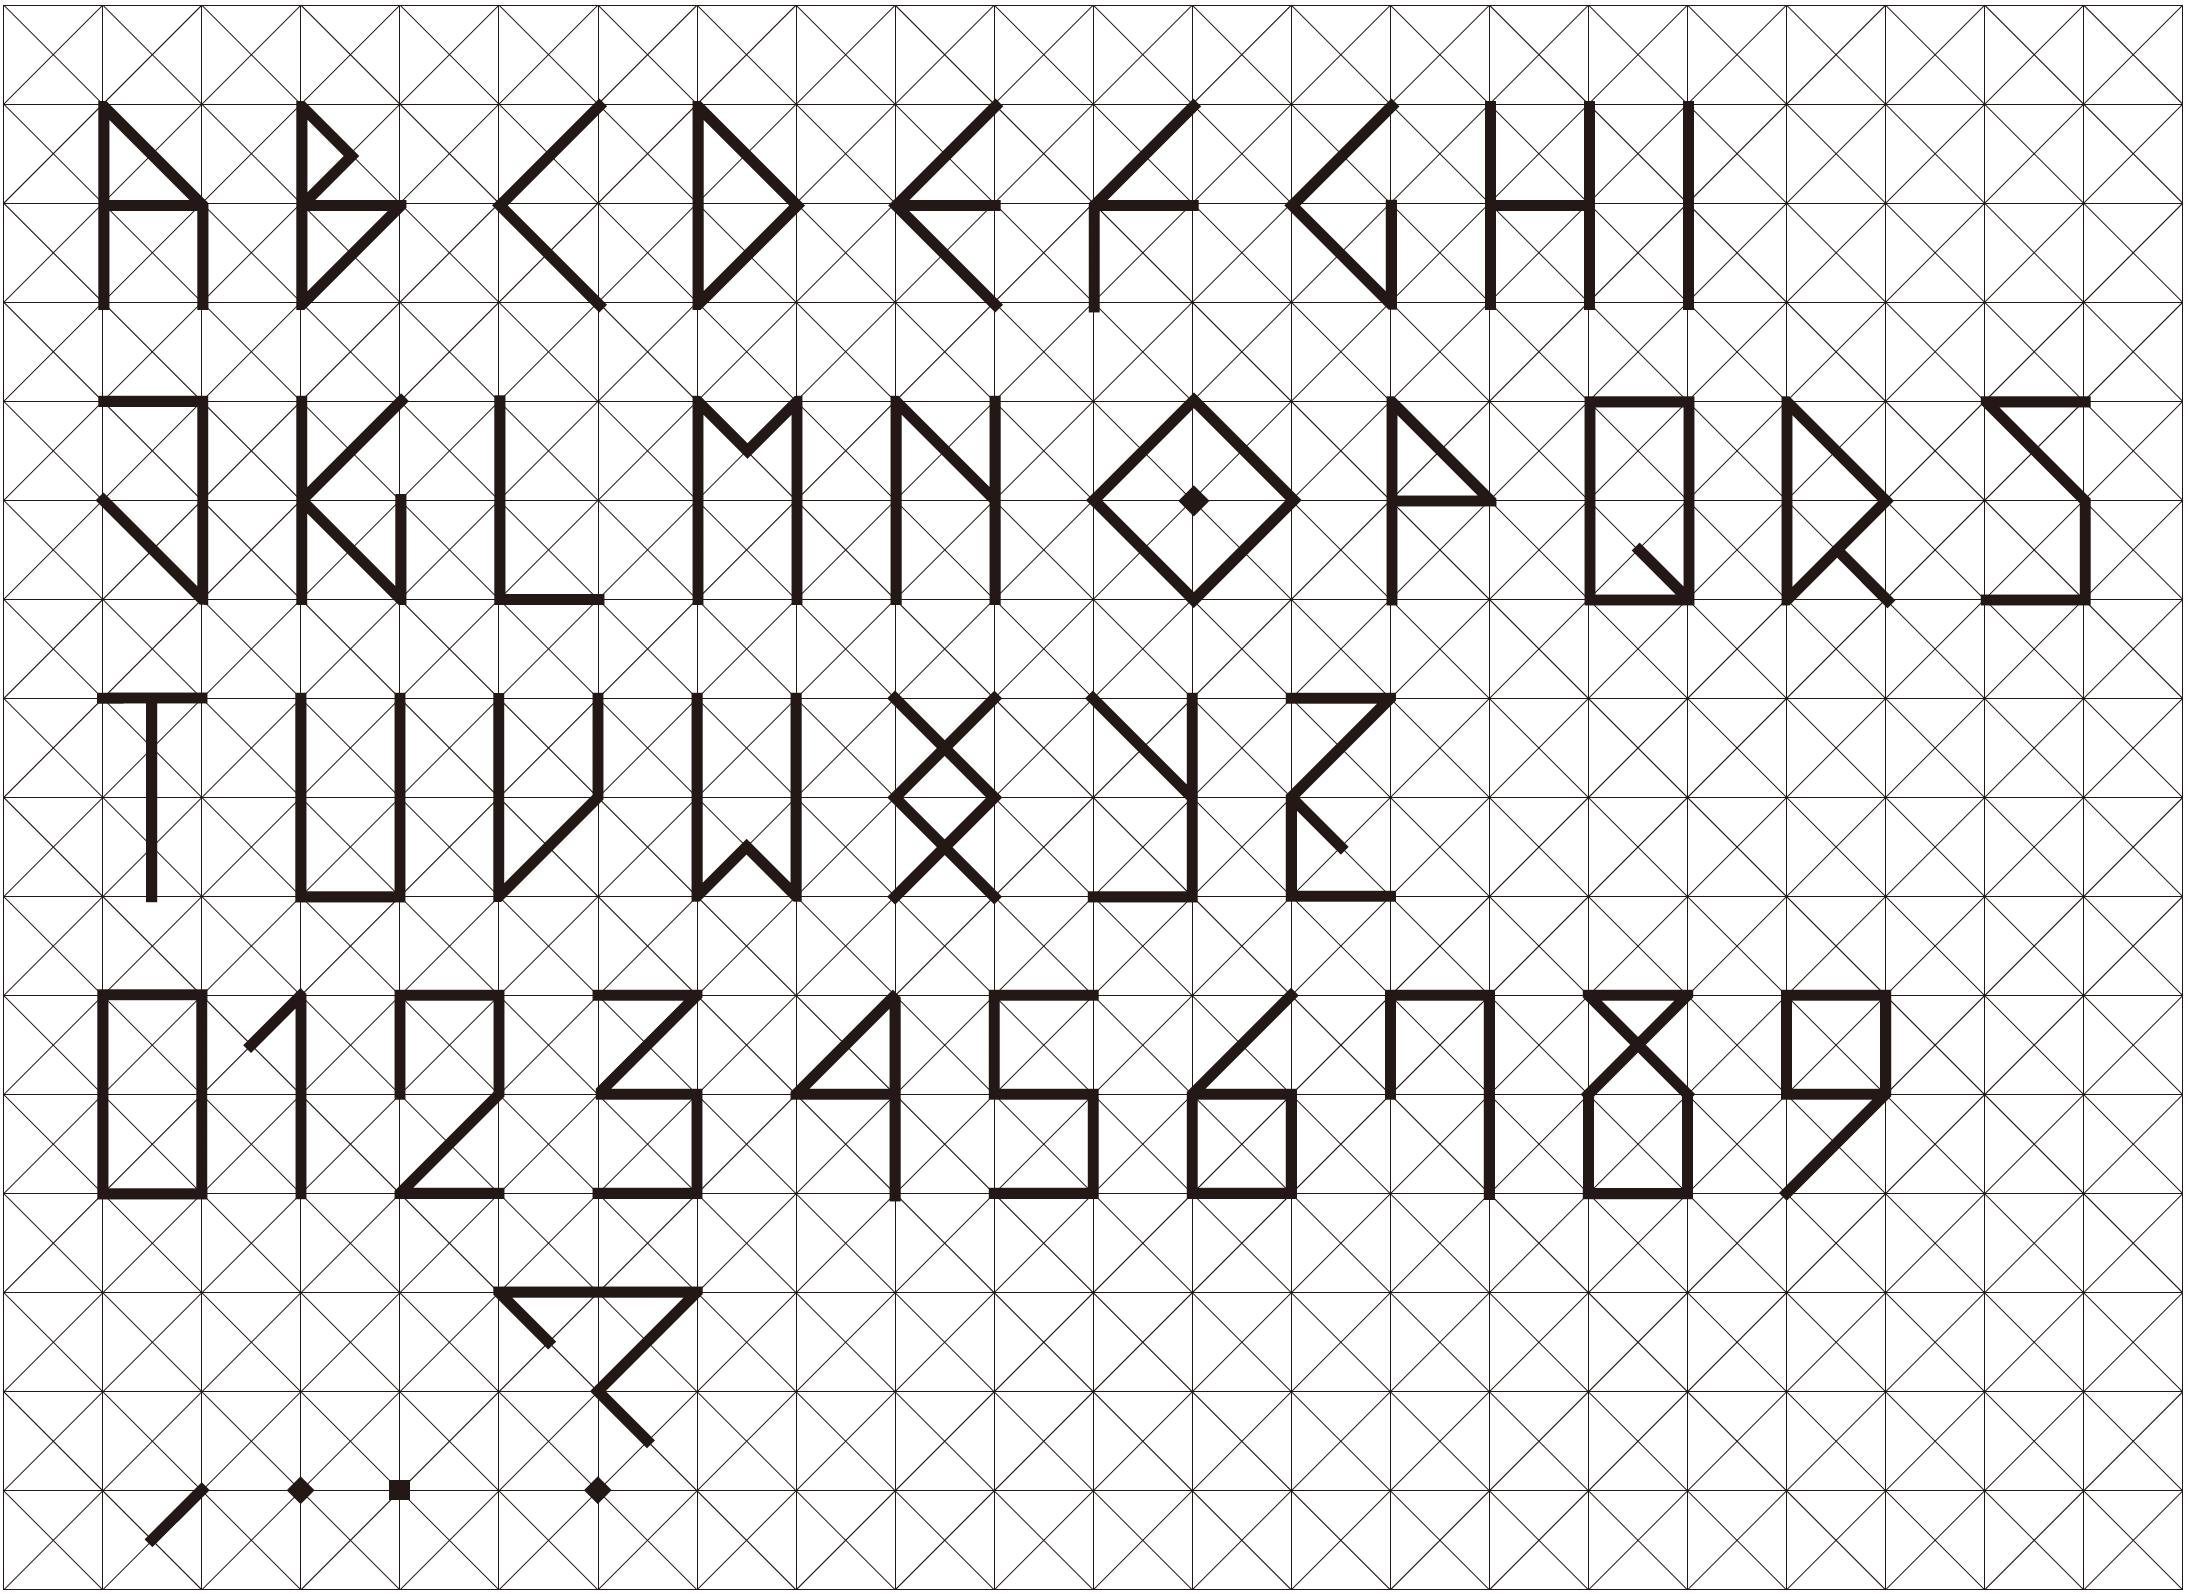 ABCDEFGHI
JKLMNOPQRS
TUVWXYZ
0123456789
?
, . .